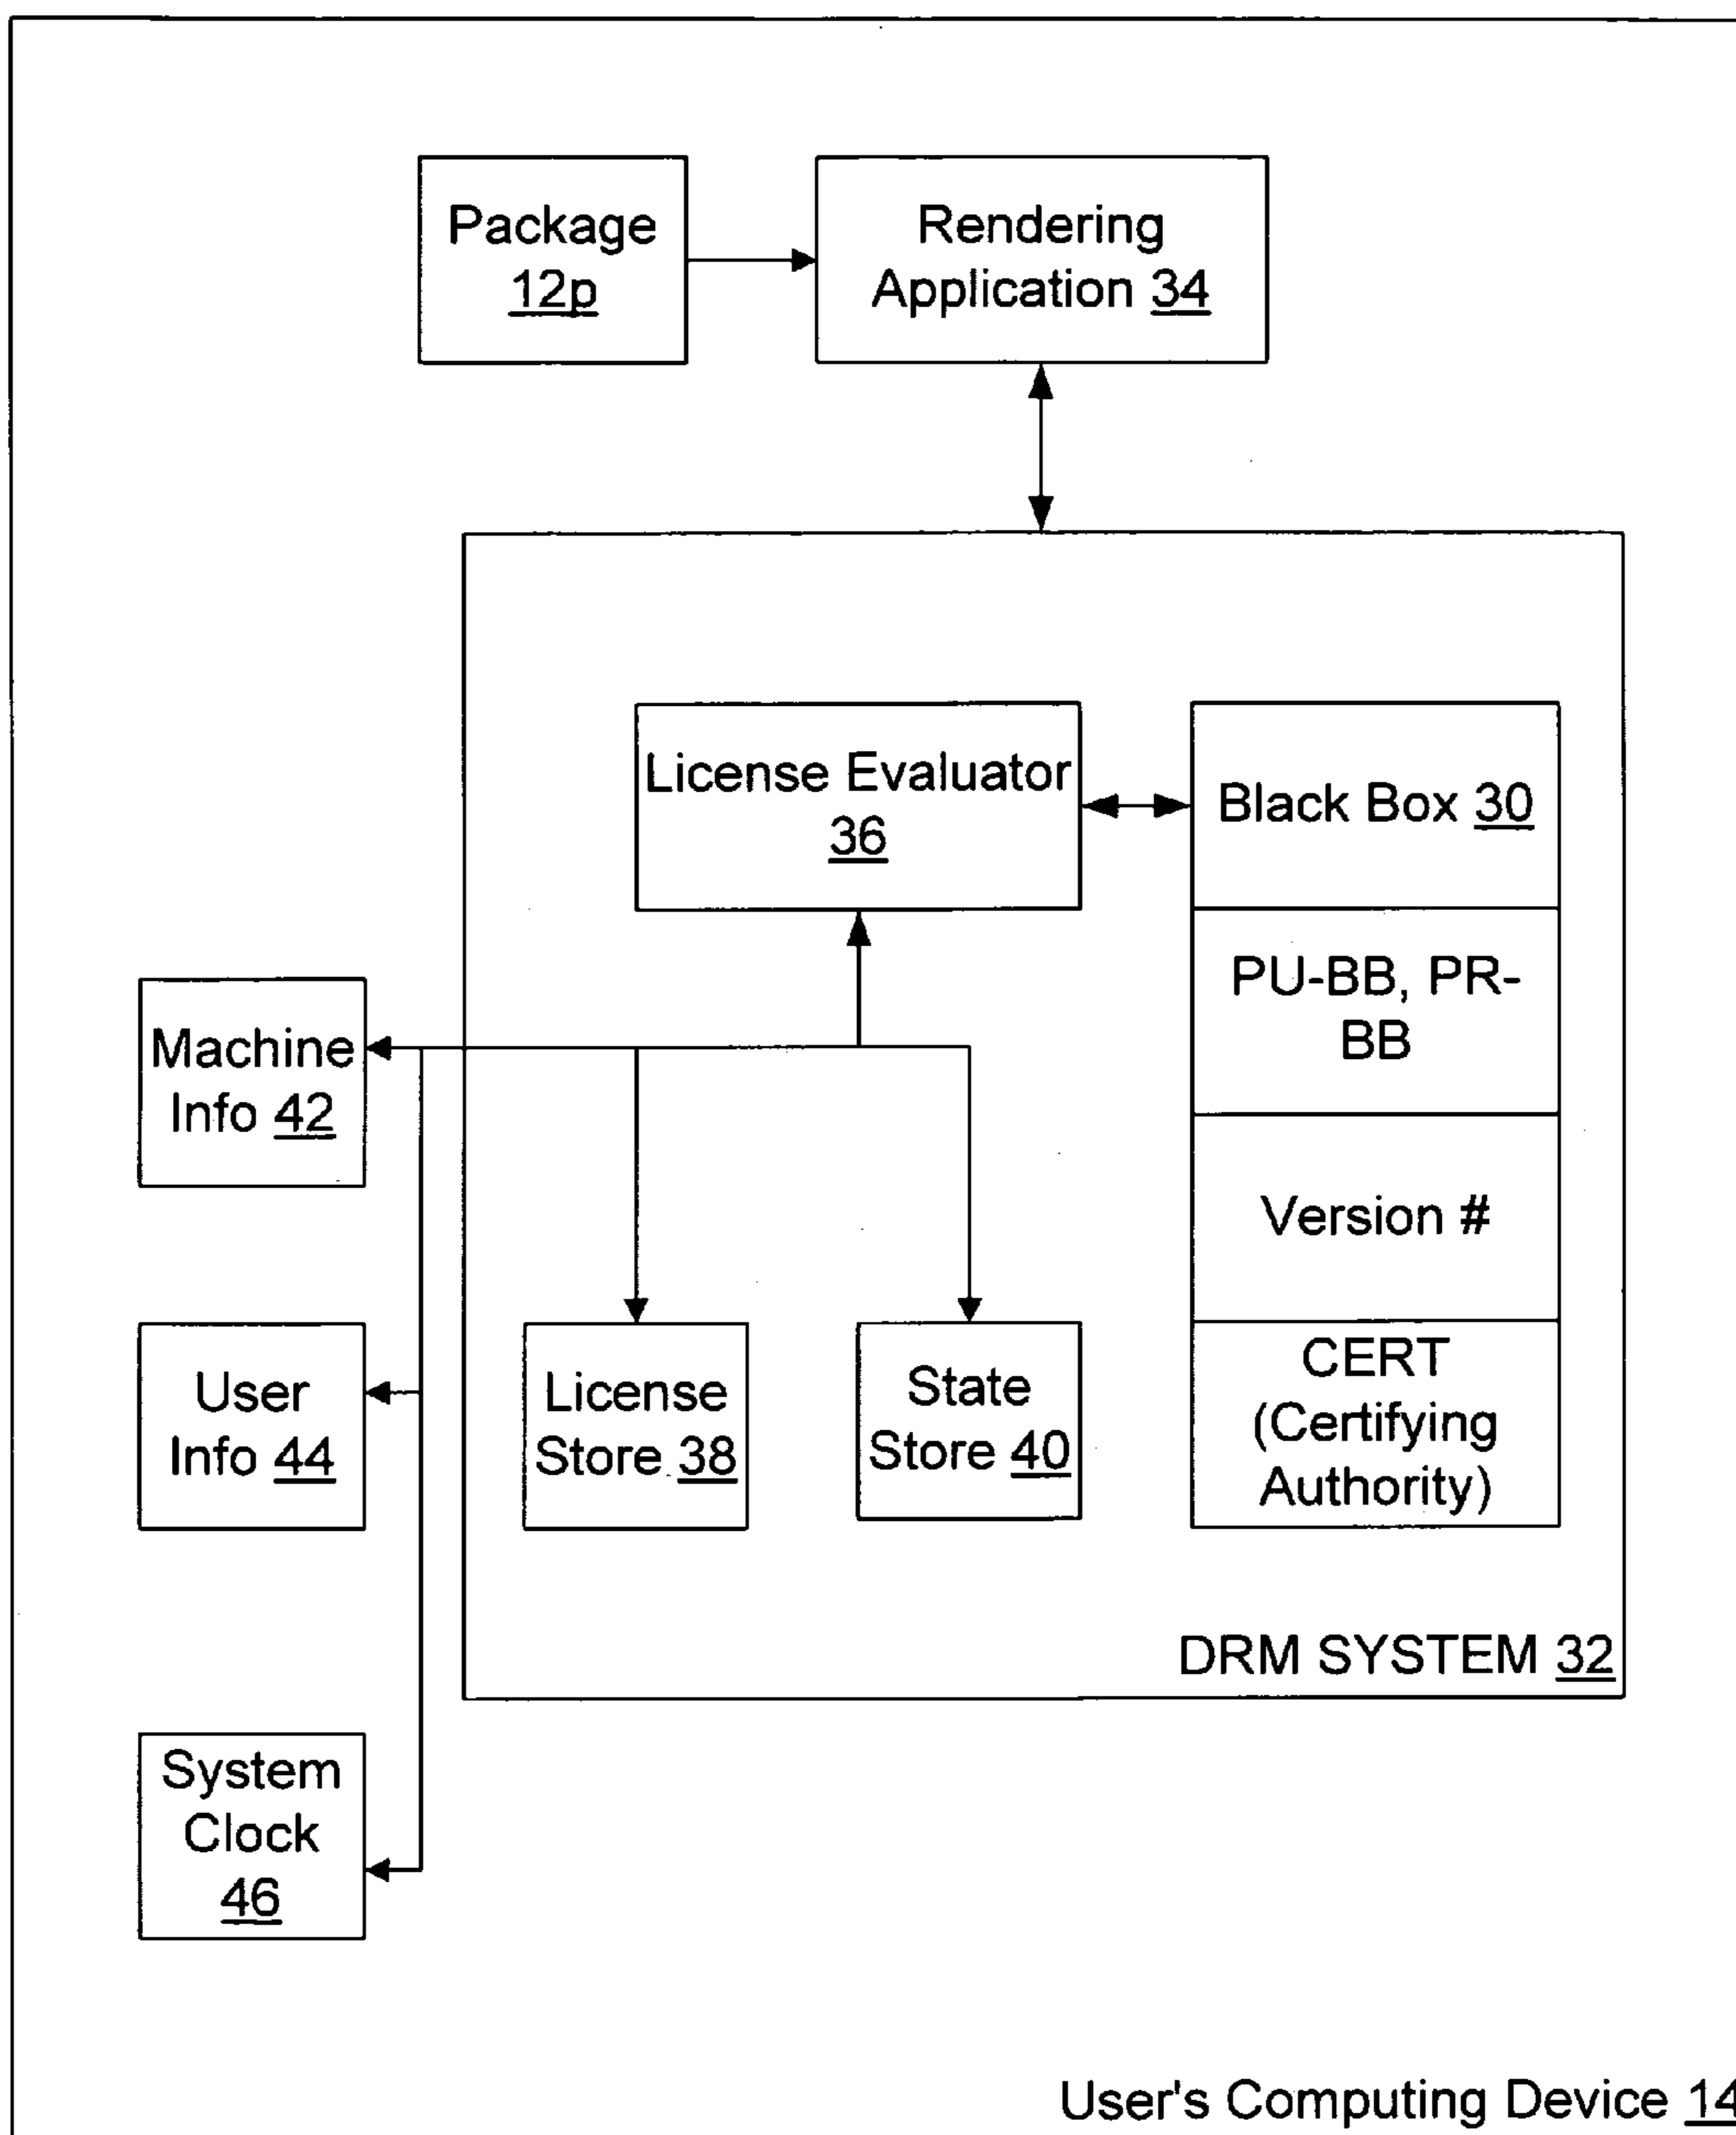 Package
12p
Rendering
Application 34
License Evaluator
36
Black Box 30
PU-BB, PR-
BB
Version #
CERT
(Certifying
Authority)
Machine
Info 42
User
Info 44
System
Clock
46
License
Store 38
State
Store 40
DRM SYSTEM 32
User's Computing Device 14